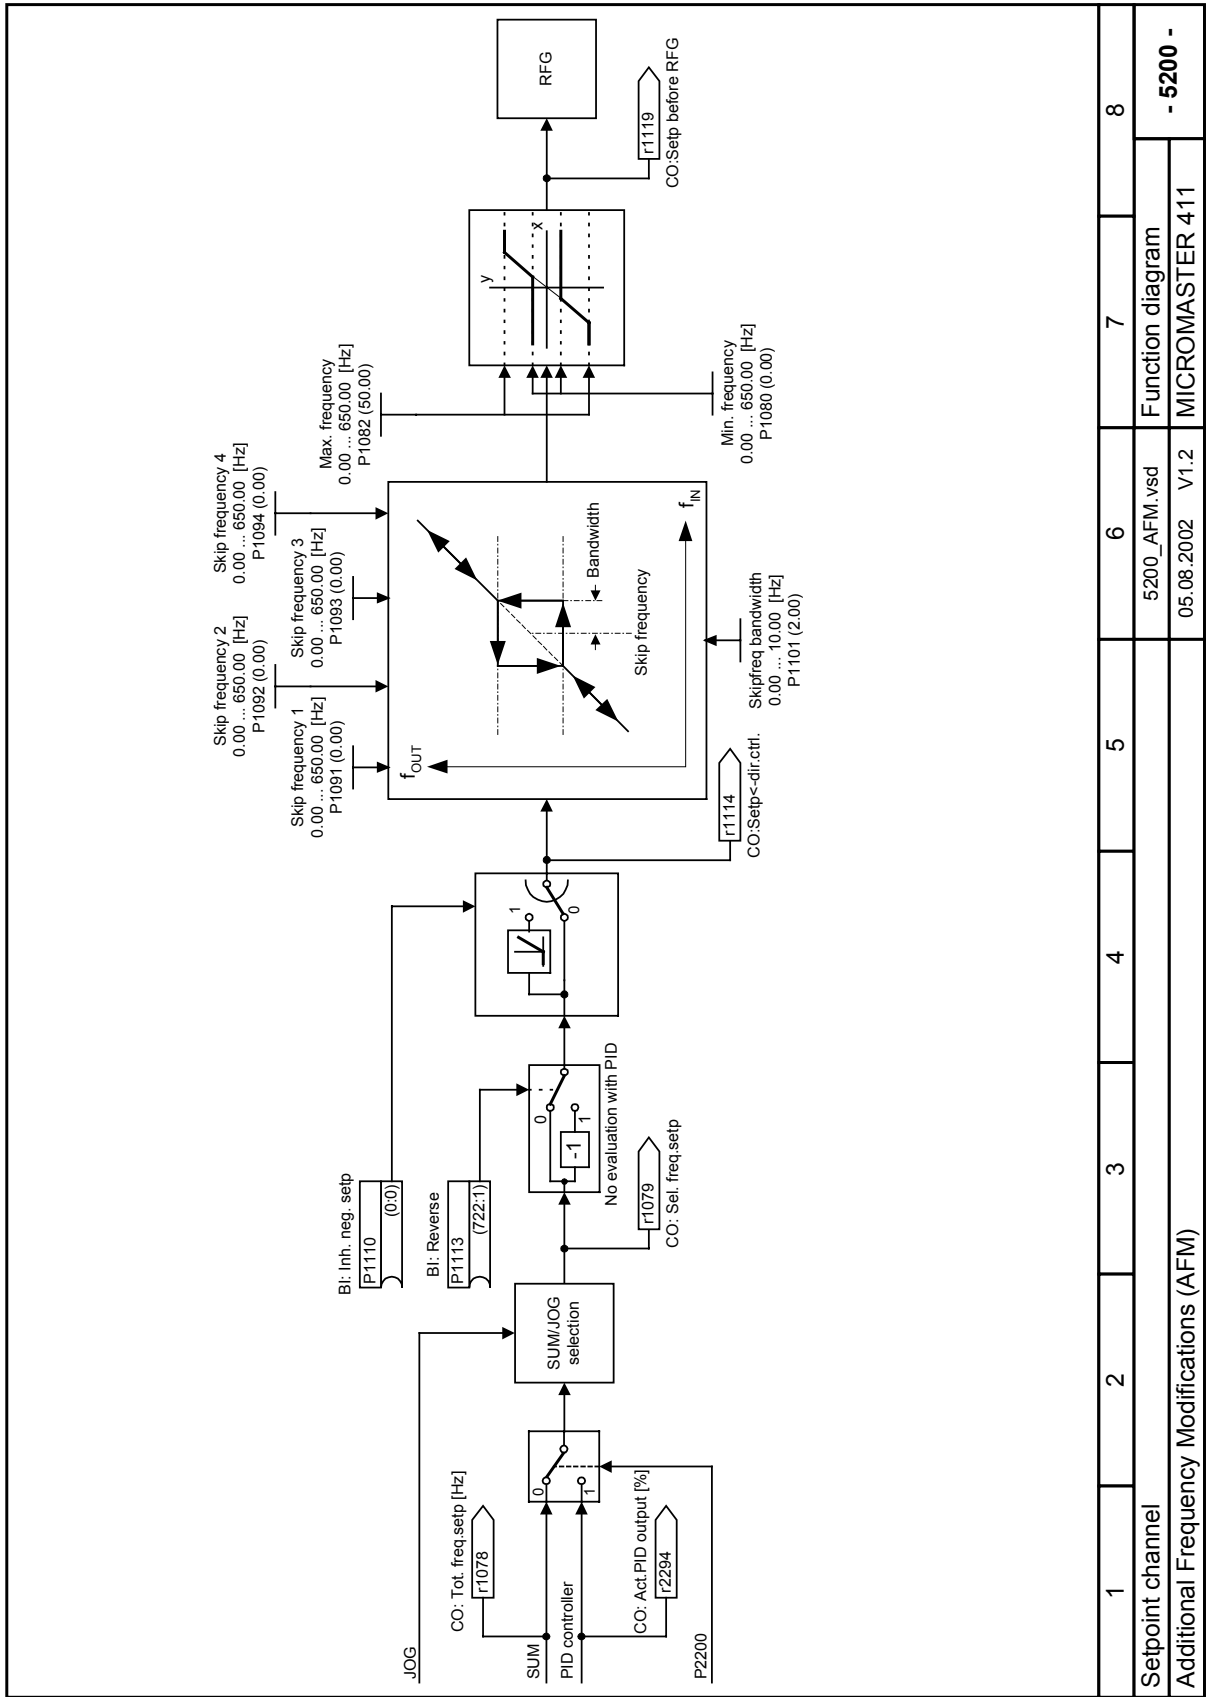 JOG
CO: Tot. freq.setp [Hz]
r1078
SUM
PID controller
CO: Act.PID output [%]
r2294
P2200
0
1
SUM/JOG
selection
BI: Inh. neg. setp
P1110
(0:0)
BI: Reverse
P1113
(722:1)
0
1
-1
No evaluation with PID
r1079
CO: Sel. freq.setp
1
0
r1114
CO:Setp<-dir.ctrl.
Skip frequency 1
0.00 ... 650.00 [Hz]
P1091 (0.00)
Skip frequency 2
0.00 ... 650.00 [Hz]
P1092 (0.00)
Skip frequency 3
0.00 ... 650.00 [Hz]
P1093 (0.00)
Skip frequency 4
0.00 ... 650.00 [Hz]
P1094 (0.00)
fOUT
fIN
Bandwidth
Skip frequency
Skipfreq bandwidth
0.00 ... 10.00 [Hz]
P1101 (2.00)
Max. frequency
0.00 ... 650.00 [Hz]
P1082 (50.00)
Min. frequency
0.00 ... 650.00 [Hz]
P1080 (0.00)
y
x
r1119
CO:Setp before RFG
RFG
1 2 3 4 5 6 7 8
Setpoint channel
Additional Frequency Modifications (AFM)
5200_AFM.vsd
05.08.2002 V1.2
Function diagram
MICROMASTER 411
- 5200 -